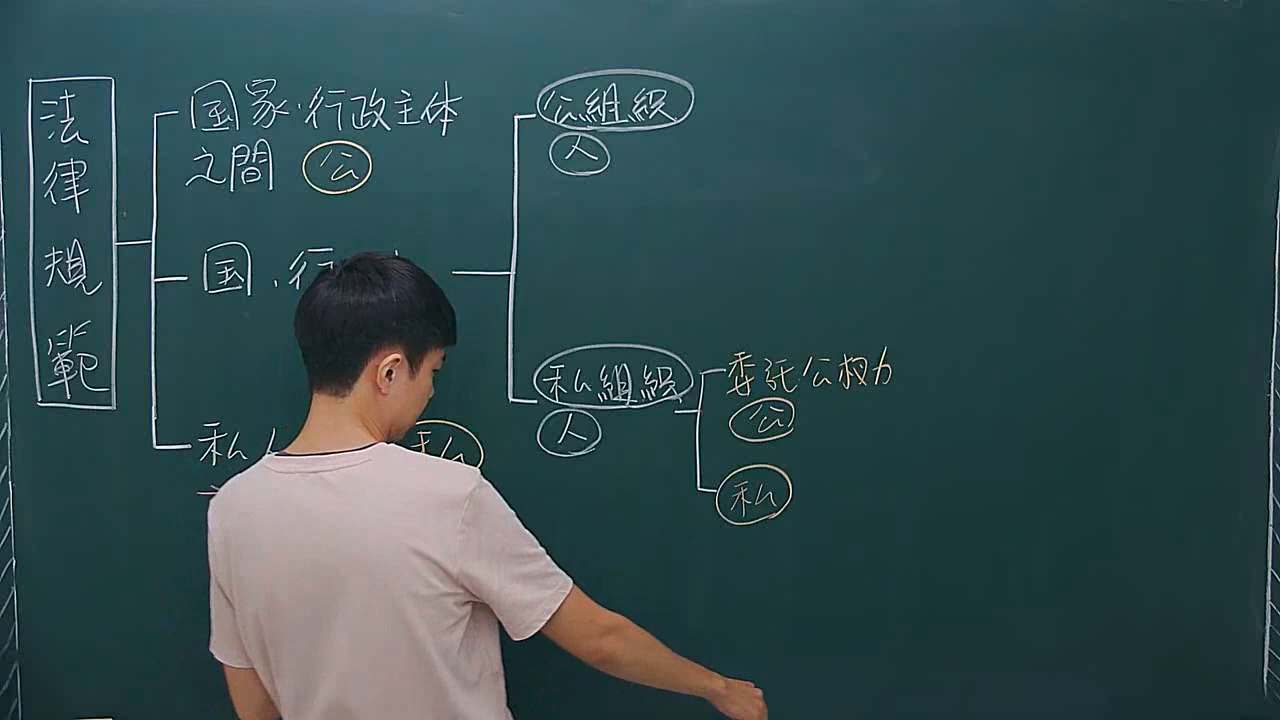 法律規範
国家、行政主体
之間 公
国、行
私人
私
公組織
人
私組織
人
委託公权力
公
私